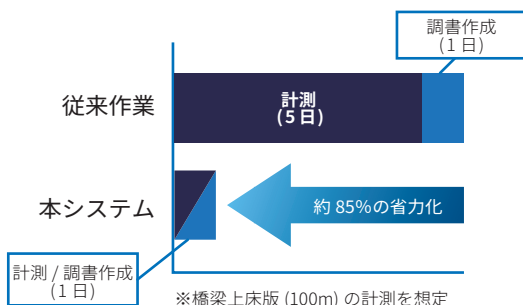 調書作成
(1日)
従来作業
計測
(5日)
本システム
約85%の省力化
計測/調書作成
(1日)
※橋梁上床版(100m)の計測を想定